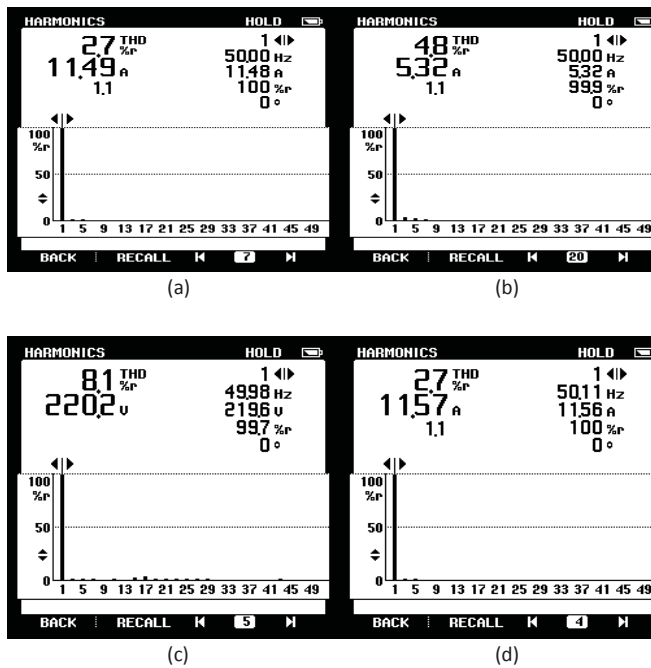 HARMONICS HOLD
2.7 THD %r 1
50.00 Hz
11.49 A 11.48 A
1.1 100 %r
0 °
100
%r
50
0
1 5 9 13 17 21 25 29 33 37 41 45 49
BACK RECALL 7
(a)
HARMONICS HOLD
4.8 THD %r 1
50.00 Hz
5.32 A 5.32 A
1.1 99.9 %r
0 °
100
%r
50
0
1 5 9 13 17 21 25 29 33 37 41 45 49
BACK RECALL 20
(b)
HARMONICS HOLD
8.1 THD %r 1
49.98 Hz
220.2 V 219.6 V
99.7 %r
0 °
100
%r
50
0
1 5 9 13 17 21 25 29 33 37 41 45 49
BACK RECALL 5
(c)
HARMONICS HOLD
2.7 THD %r 1
50.11 Hz
11.57 A 11.56 A
1.1 100 %r
0 °
100
%r
50
0
1 5 9 13 17 21 25 29 33 37 41 45 49
BACK RECALL 4
(d)